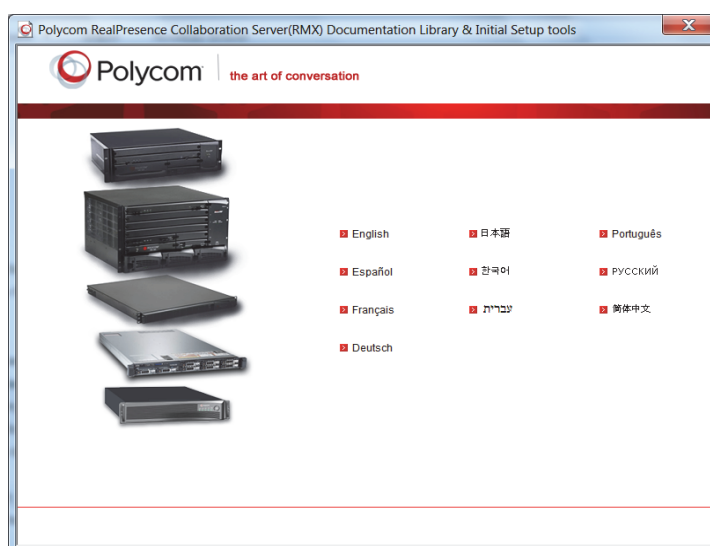 Polycom RealPresence Collaboration Server(RMX) Documentation Library & Initial Setup tools
Polycom the art of conversation
English 日本語 Português
Español 한국어 русский
Français עברית 简体中文
Deutsch